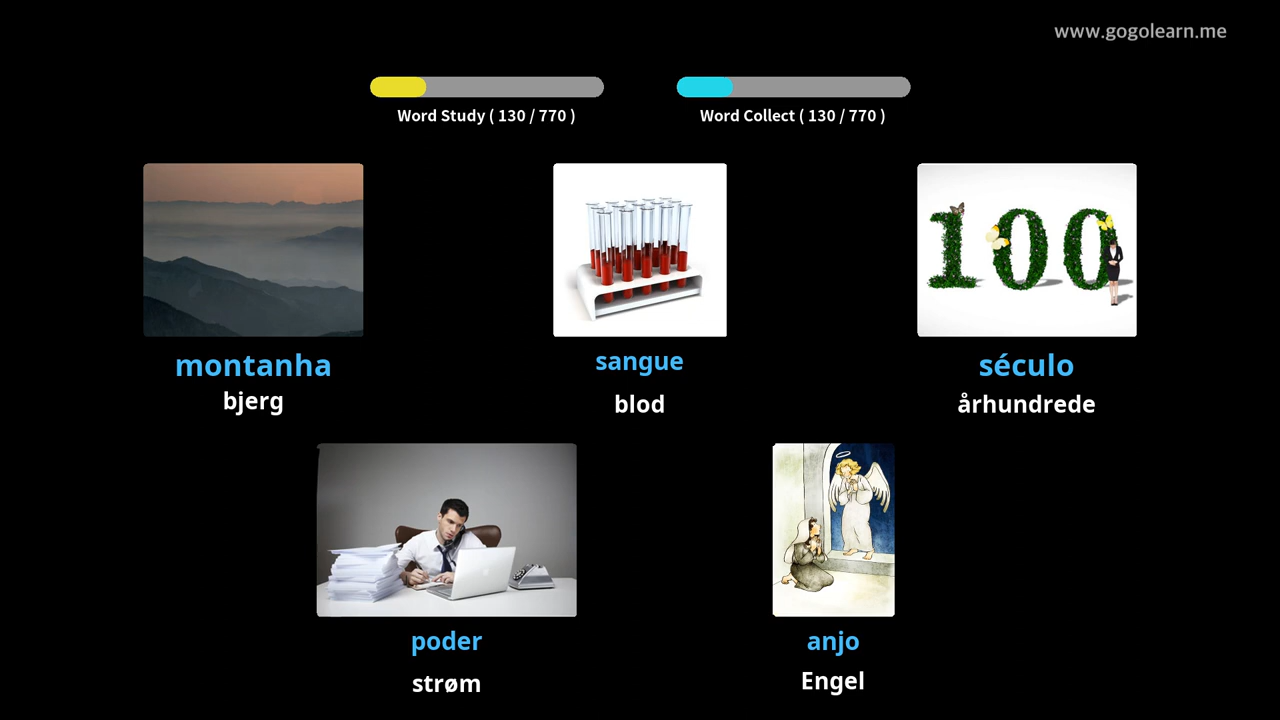 www.gogolearn.me
Word Study ( 130 / 770 )
Word Collect ( 130 / 770 )
montanha
bjerg
sangue
blod
100
século
århundrede
poder
strøm
anjo
Engel